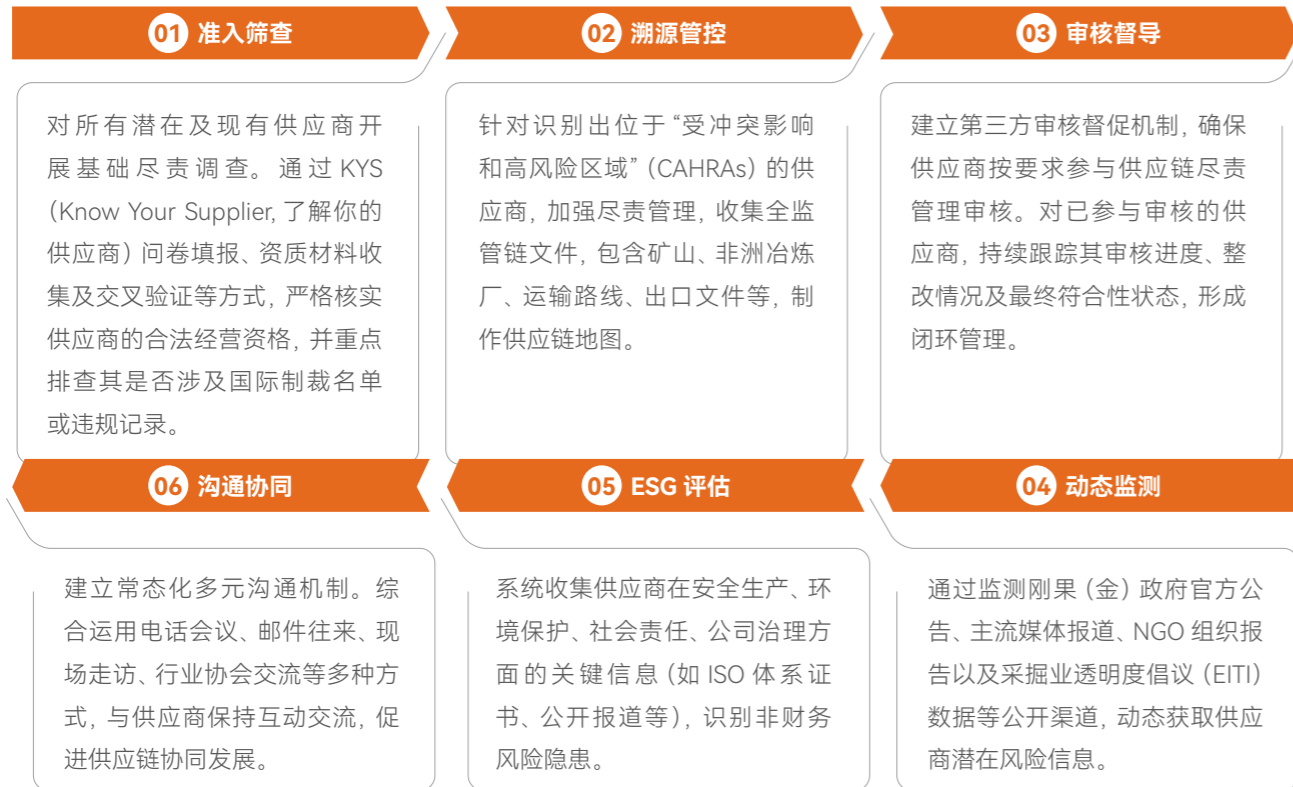 01 准入筛查
对所有潜在及现有供应商开
展基础尽责调查。通过 KYS
(Know Your Supplier, 了解你的
供应商) 问卷填报、资质材料收
集及交叉验证等方式, 严格核实
供应商的合法经营资格, 并重点
排查其是否涉及国际制裁名单
或违规记录。
02 溯源管控
针对识别出位于“受冲突影响
和高风险区域” (CAHRAs) 的供
应商, 加强尽责管理, 收集全监
管链文件, 包含矿山、非洲冶炼
厂、运输路线、出口文件等, 制
作供应链地图。
03 审核督导
建立第三方审核督促机制, 确保
供应商按要求参与供应链尽责
管理审核。对已参与审核的供
应商, 持续跟踪其审核进度、整
改情况及最终符合性状态, 形成
闭环管理。
04 动态监测
通过监测刚果 (金) 政府官方公
告、主流媒体报道、NGO 组织报
告以及采掘业透明度倡议 (EITI)
数据等公开渠道, 动态获取供应
商潜在风险信息。
05 ESG 评估
系统收集供应商在安全生产、环
境保护、社会责任、公司治理方
面的关键信息 (如 ISO 体系证
书、公开报道等), 识别非财务
风险隐患。
06 沟通协同
建立常态化多元沟通机制。综
合运用电话会议、邮件往来、现
场走访、行业协会交流等多种方
式, 与供应商保持互动交流, 促
进供应链协同发展。